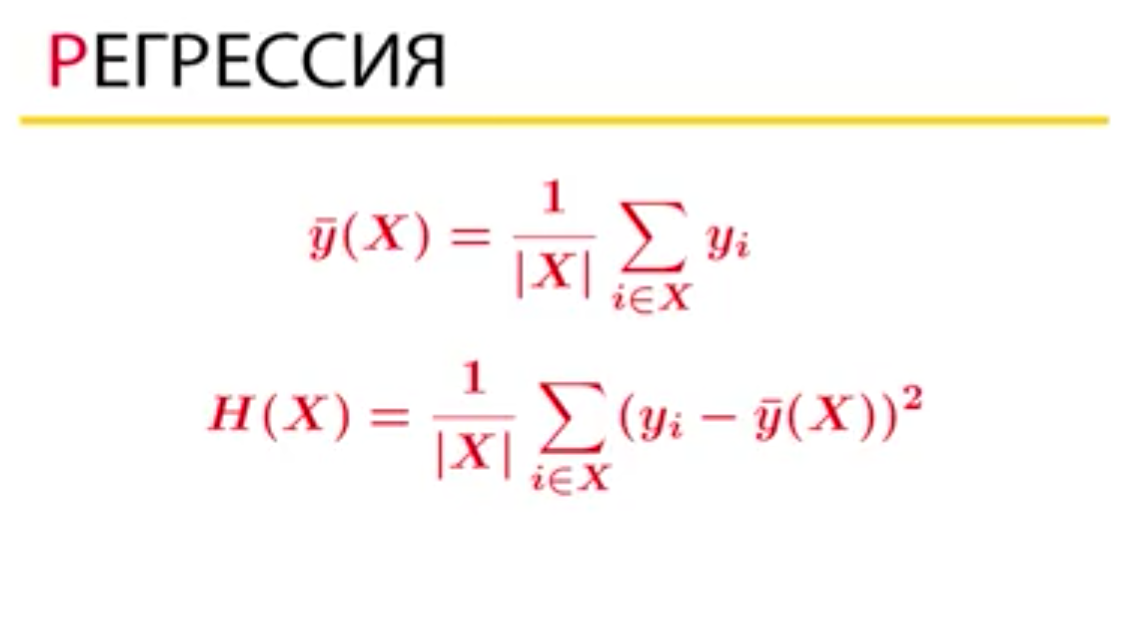 РЕГРЕССИЯ
ȳ(X) = 1/|X| ∑_{i∈X} y_i
H(X) = 1/|X| ∑_{i∈X} (y_i − ȳ(X))²